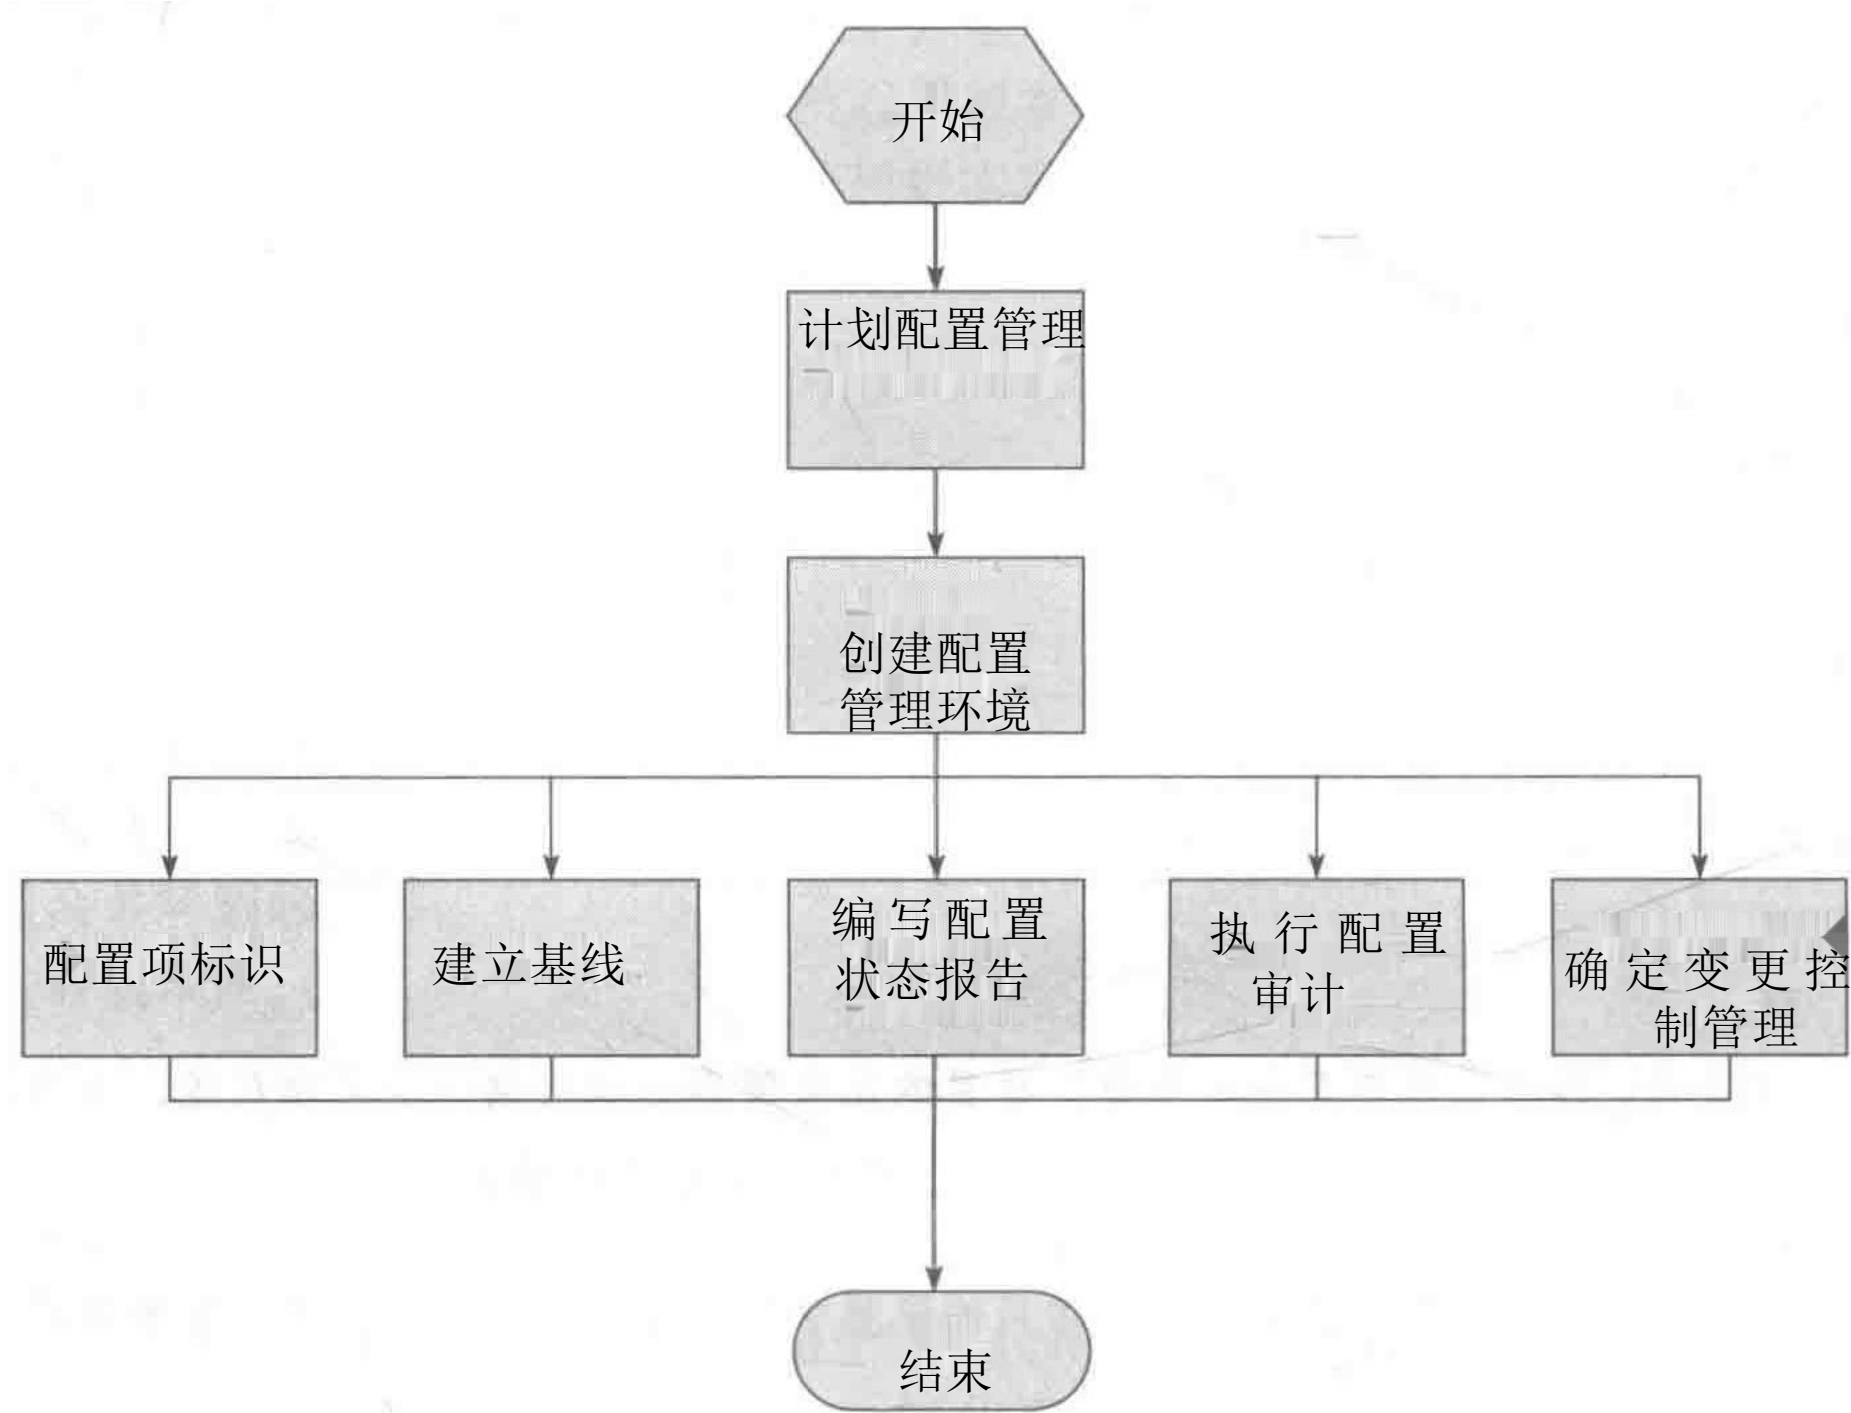 开始
计划配置管理
创建配置
管理环境
配置项标识
建立基线
编写配置
状态报告
执行配置
审计
确定变更控
制管理
结束